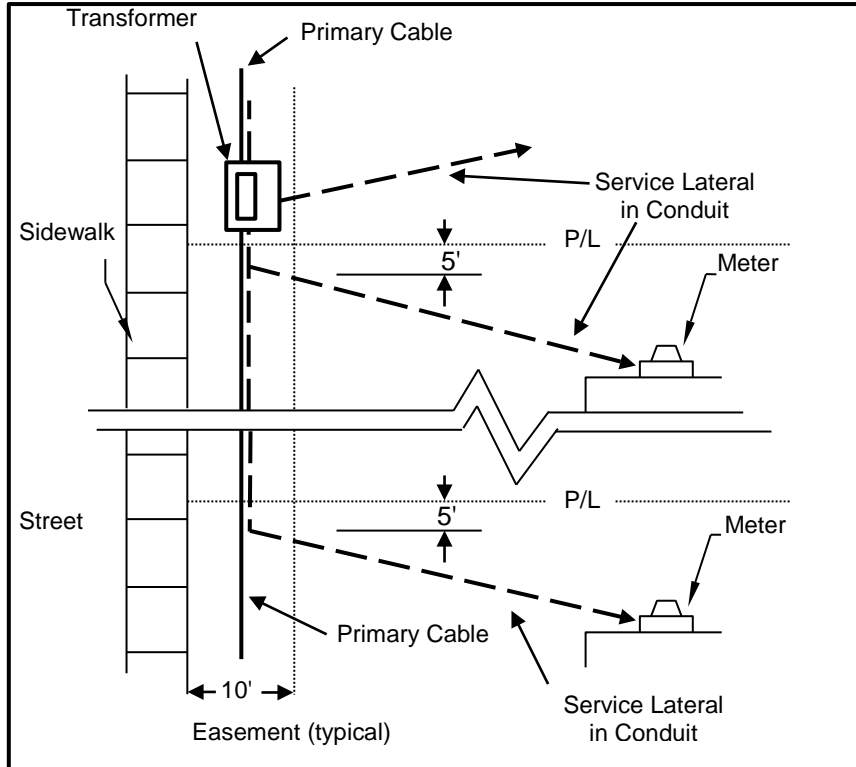 Transformer
Primary Cable
Service Lateral
in Conduit
Sidewalk
P/L
5'
Meter
P/L
Street
5'
Meter
Primary Cable
10'
Service Lateral
in Conduit
Easement (typical)